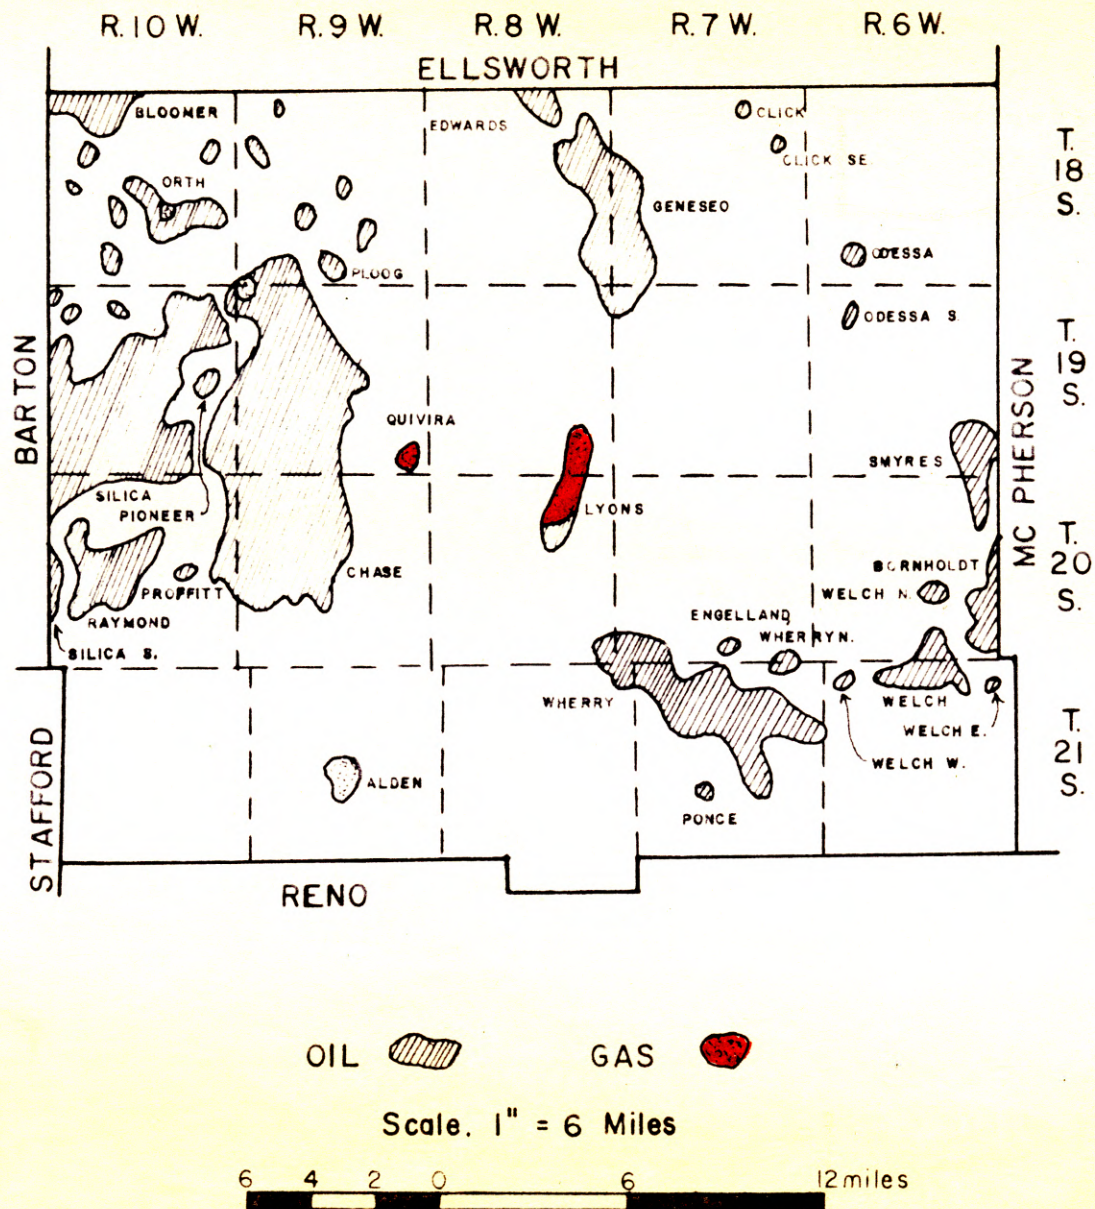 R.10 W. R.9 W. R.8 W. R.7 W. R.6 W.
ELLSWORTH
BLOOMER
EDWARDS
CLICK
CLICK SE.
T.
18
S.
ORTH
GENESEO
PLOOG
ODESSA
ODESSA S.
T.
19
S.
BARTON
MC PHERSON
QUIVIRA
SMYRES
SILICA
PIONEER
LYONS
T.
20
S.
CHASE
BORNHOLDT
PROFFITT
WELCH N.
RAYMOND
ENGELLAND
WHERRY N.
SILICA S.
WHERRY
WELCH
WELCH E.
WELCH W.
T.
21
S.
STAFFORD
ALDEN
PONCE
RENO
OIL GAS
Scale. 1" = 6 Miles
6 4 2 0 6 12 miles